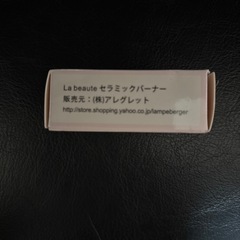 La beaute セラミックバーナー
販売元：(株)アレグレット
http://store.shopping.yahoo.co.jp/lampeberger